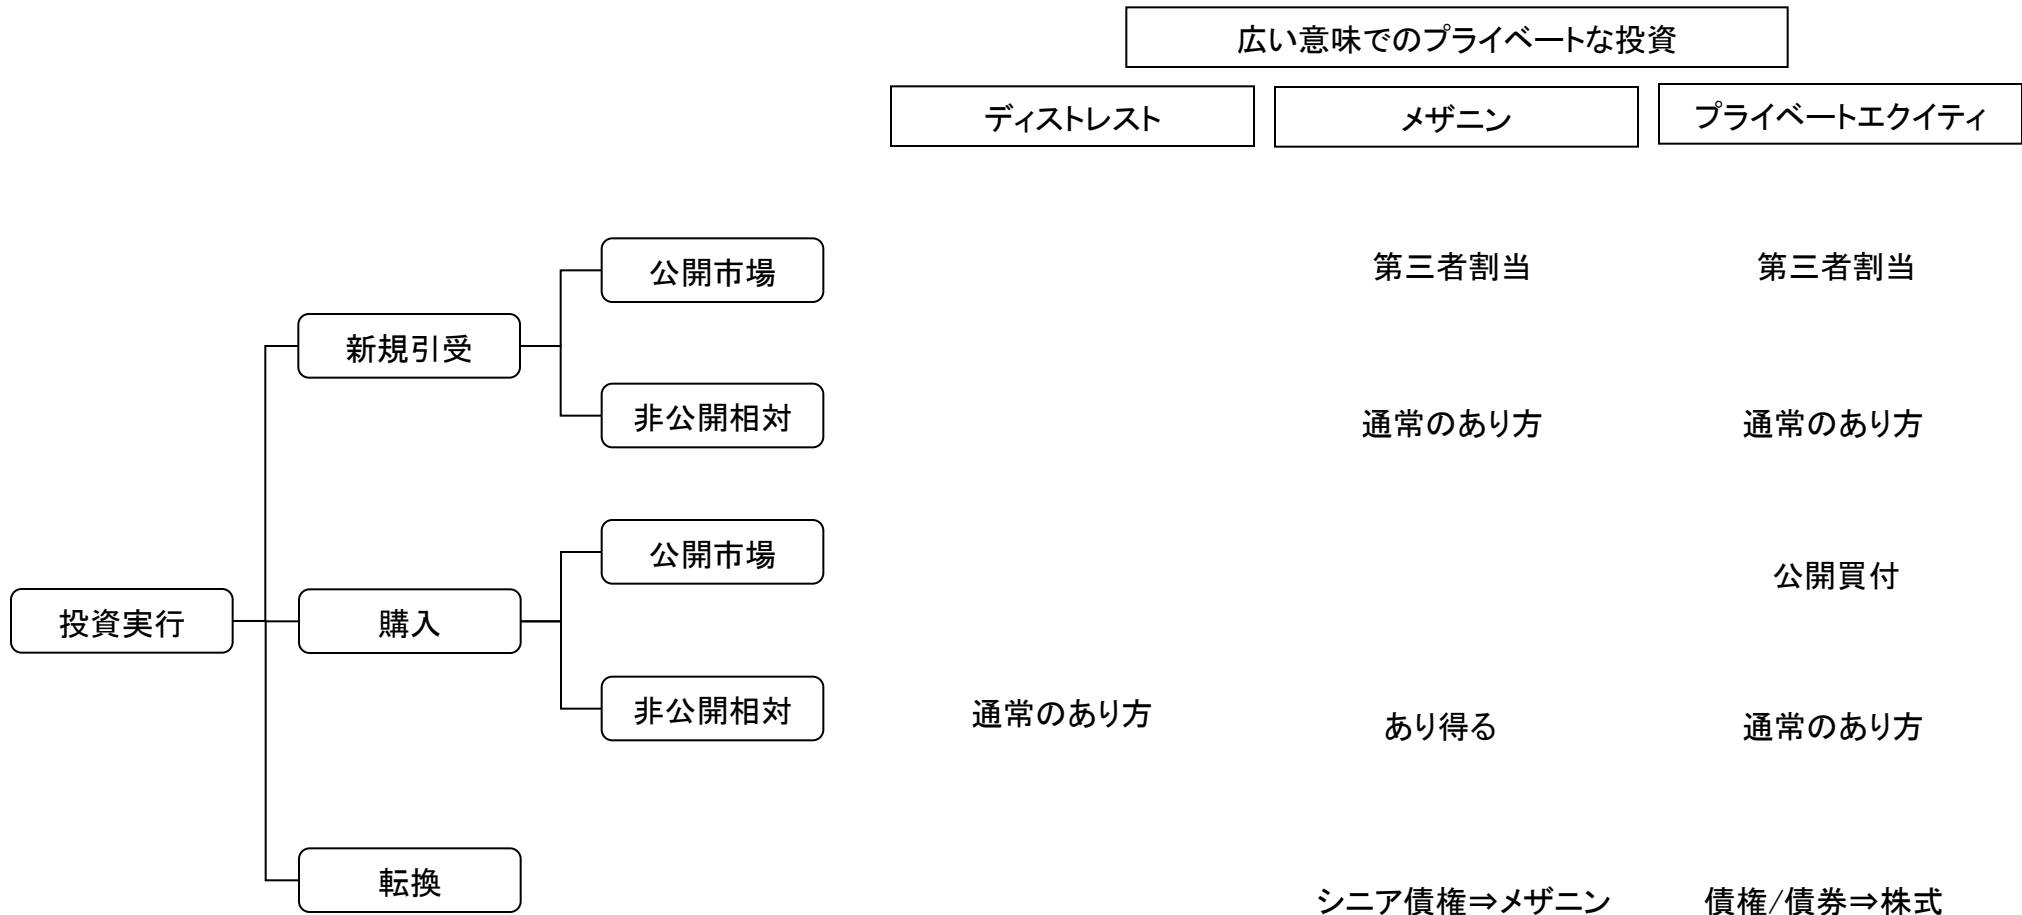 広い意味でのプライベートな投資
ディストレスト
メザニン
プライベートエクイティ
公開市場
第三者割当
第三者割当
新規引受
非公開相対
通常のあり方
通常のあり方
公開市場
公開買付
投資実行
購入
非公開相対
通常のあり方
あり得る
通常のあり方
転換
シニア債権⇒メザニン
債権/債券⇒株式